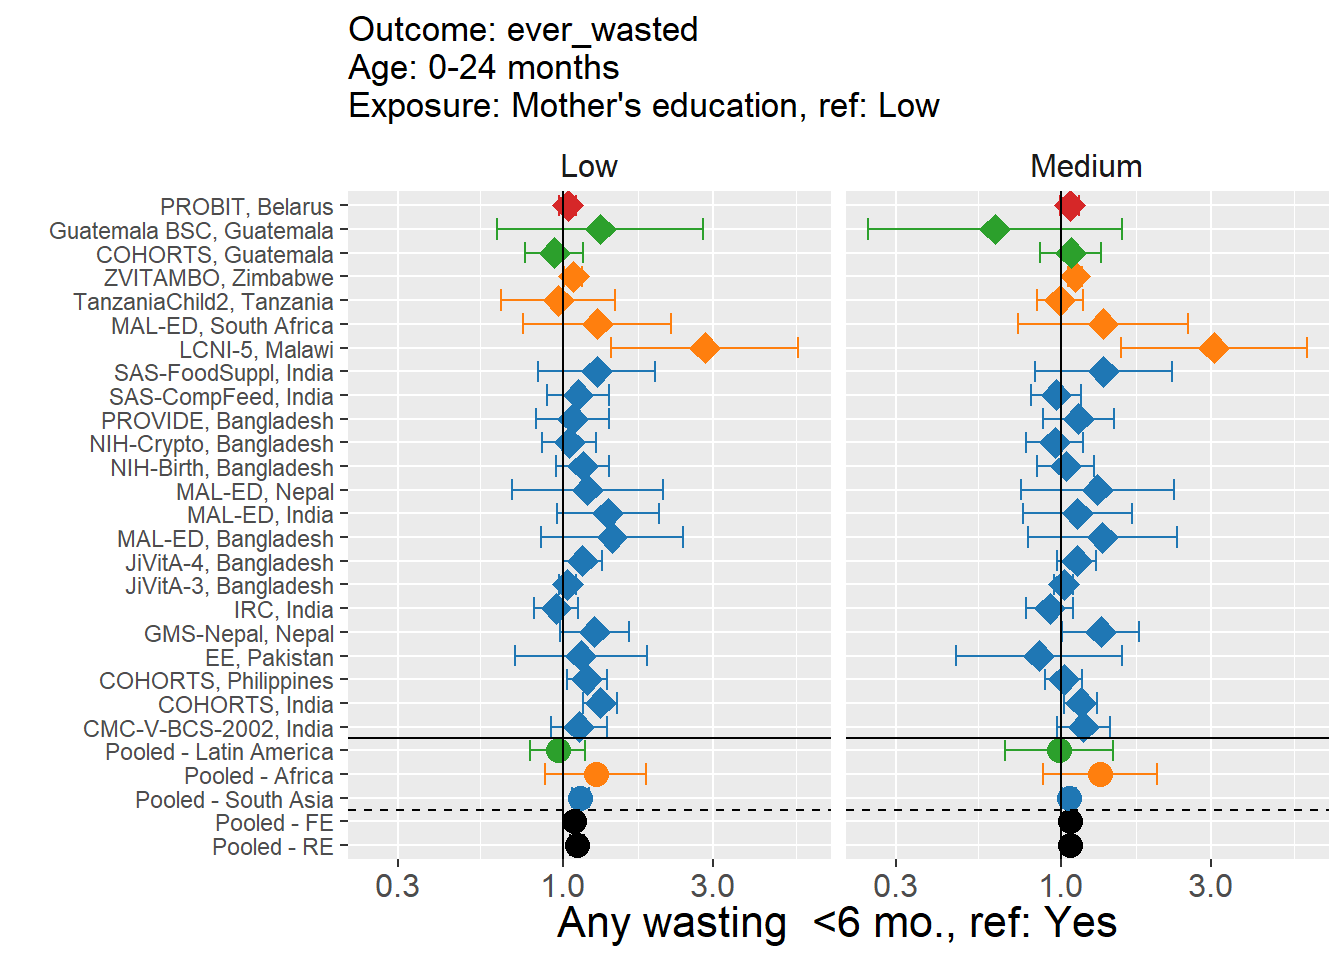 Outcome: ever_wasted
Age: 0-24 months
Exposure: Mother's education, ref: Low
Low Medium
PROBIT, Belarus
Guatemala BSC, Guatemala
COHORTS, Guatemala
ZVITAMBO, Zimbabwe
TanzaniaChild2, Tanzania
MAL-ED, South Africa
LCNI-5, Malawi
SAS-FoodSuppl, India
SAS-CompFeed, India
PROVIDE, Bangladesh
NIH-Crypto, Bangladesh
NIH-Birth, Bangladesh
MAL-ED, Nepal
MAL-ED, India
MAL-ED, Bangladesh
JiVitA-4, Bangladesh
JiVitA-3, Bangladesh
IRC, India
GMS-Nepal, Nepal
EE, Pakistan
COHORTS, Philippines
COHORTS, India
CMC-V-BCS-2002, India
Pooled - Latin America
Pooled - Africa
Pooled - South Asia
Pooled - FE
Pooled - RE
0.3 1.0 3.0 0.3 1.0 3.0
Any wasting  <6 mo., ref: Yes